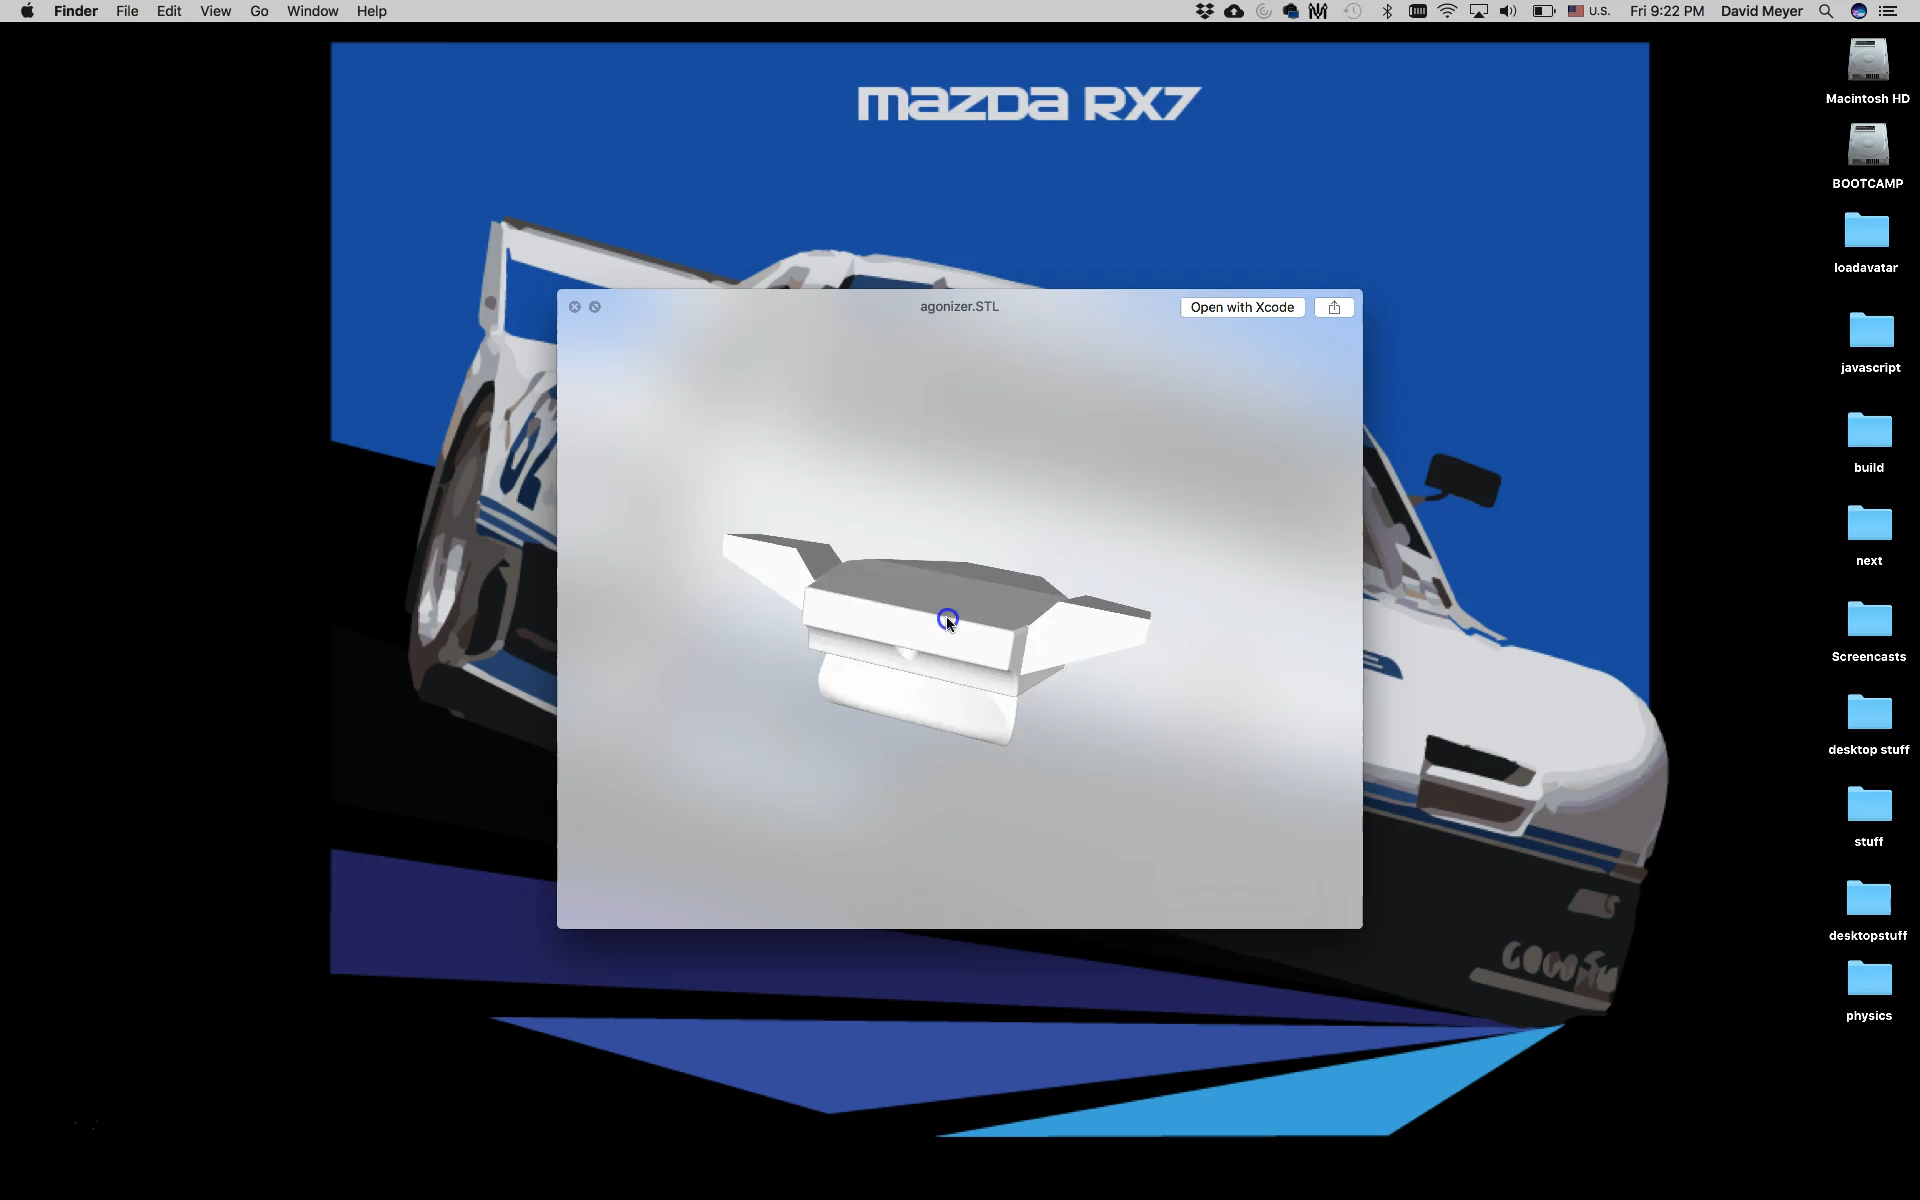 Finder File Edit View Go Window Help U.S. Fri 9:22 PM David Meyer
Macintosh HD
MAZDA RX7
BOOTCAMP
loadavatar
agonizer.STL Open with Xcode
javascript
build
next
Screencasts
desktop stuff
stuff
desktopstuff
physics